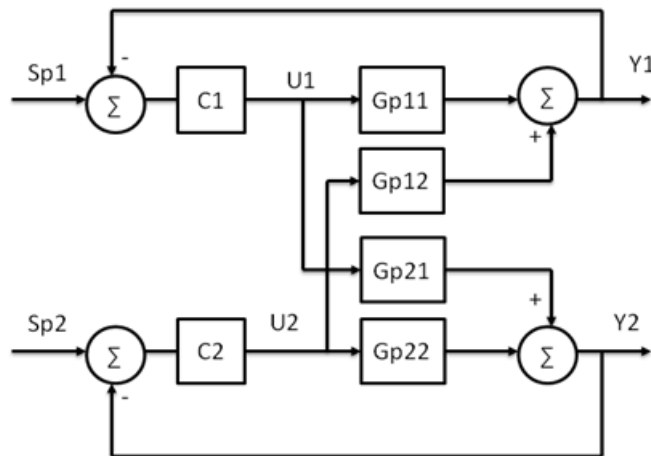 -
Sp1
Σ
C1
U1
Gp11
Σ
Y1
+
Gp12
Gp21
+
Sp2
Σ
C2
U2
Gp22
Σ
Y2
-